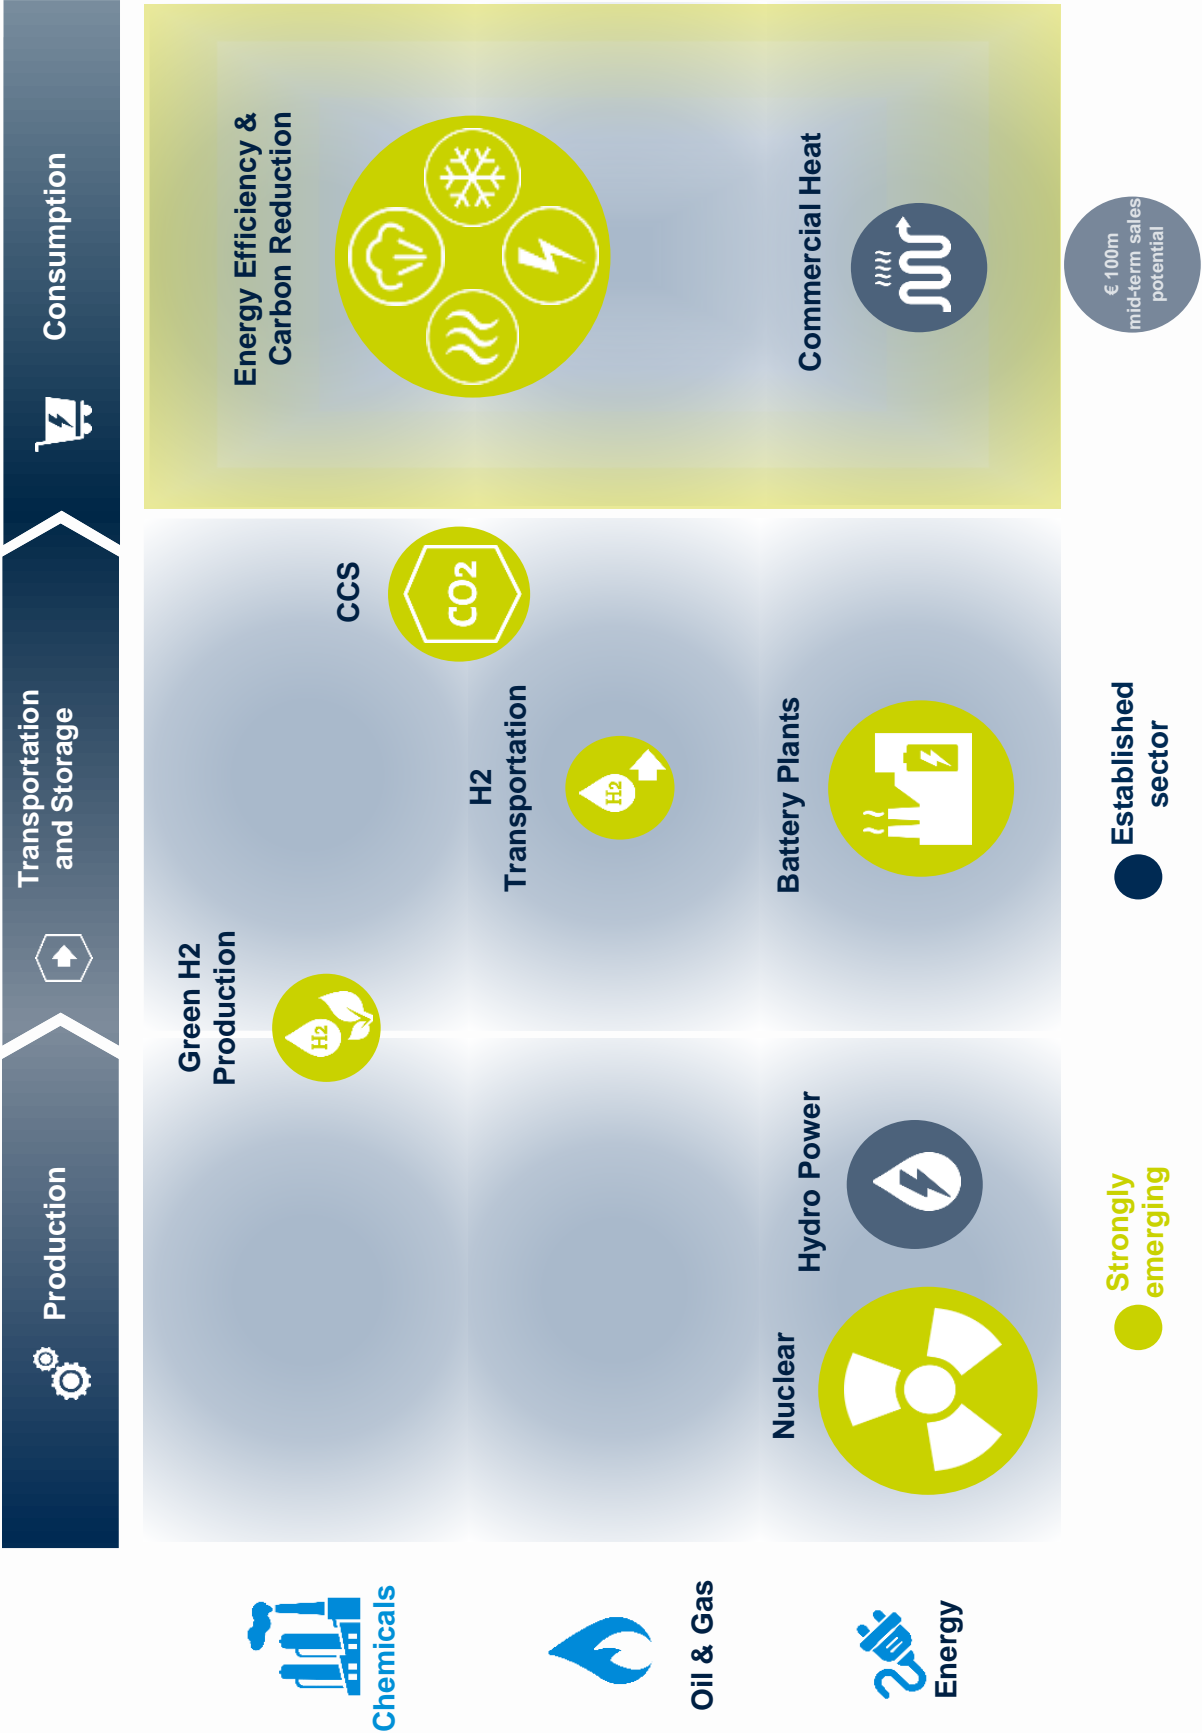 Production
Transportation
and Storage
Consumption
Chemicals
Green H2
Production
H2
CCS
CO2
Energy Efficiency &
Carbon Reduction
Oil & Gas
H2
Transportation
H2
Energy
Nuclear
Hydro Power
Battery Plants
Commercial Heat
Strongly
emerging
Established
sector
€ 100m
mid-term sales
potential